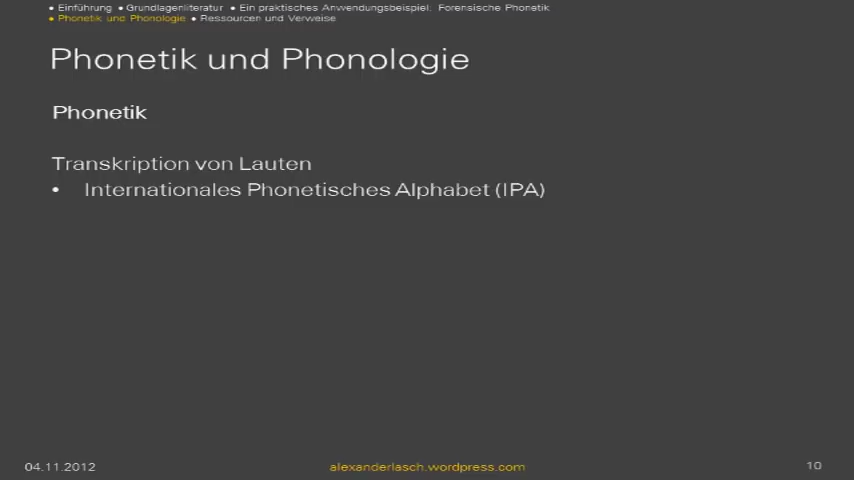 • Einführung • Grundlagenliteratur • Ein praktisches Anwendungsbeispiel: Forensische Phonetik
• Phonetik und Phonologie • Ressourcen und Verweise
Phonetik und Phonologie
Phonetik
Transkription von Lauten
• Internationales Phonetisches Alphabet (IPA)
04.11.2012
alexanderlasch.wordpress.com
10